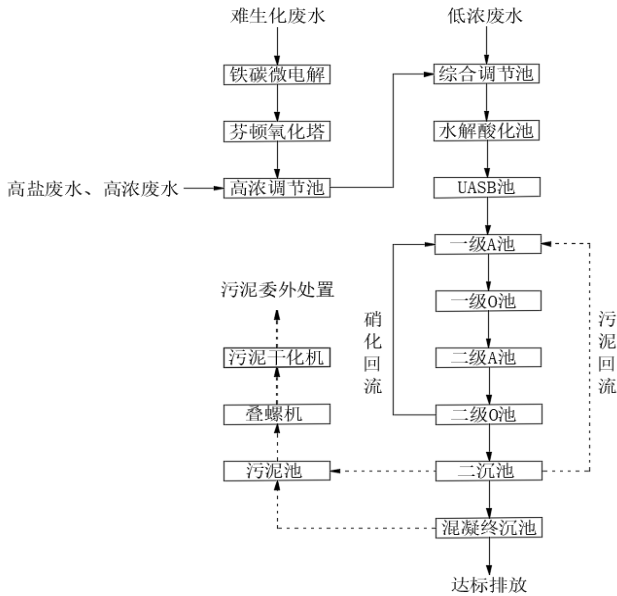 难生化废水
低浓废水
铁碳微电解
综合调节池
芬顿氧化塔
水解酸化池
高盐废水、高浓废水
高浓调节池
UASB池
一级A池
污泥委外处置
一级O池
硝化回流
污泥回流
污泥干化机
二级A池
叠螺机
二级O池
污泥池
二沉池
混凝终沉池
达标排放